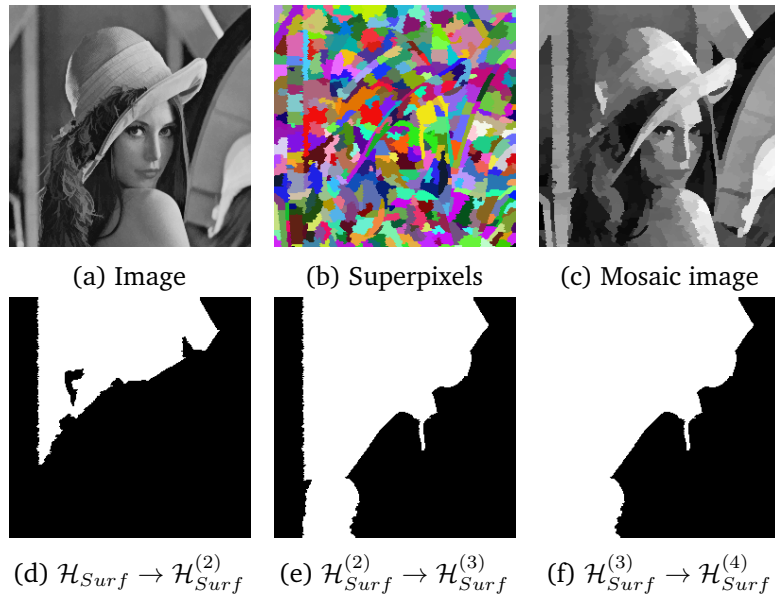 (a) Image
(b) Superpixels
(c) Mosaic image
(d) $\mathcal{H}_{Surf} \rightarrow \mathcal{H}_{Surf}^{(2)}$
(e) $\mathcal{H}_{Surf}^{(2)} \rightarrow \mathcal{H}_{Surf}^{(3)}$
(f) $\mathcal{H}_{Surf}^{(3)} \rightarrow \mathcal{H}_{Surf}^{(4)}$